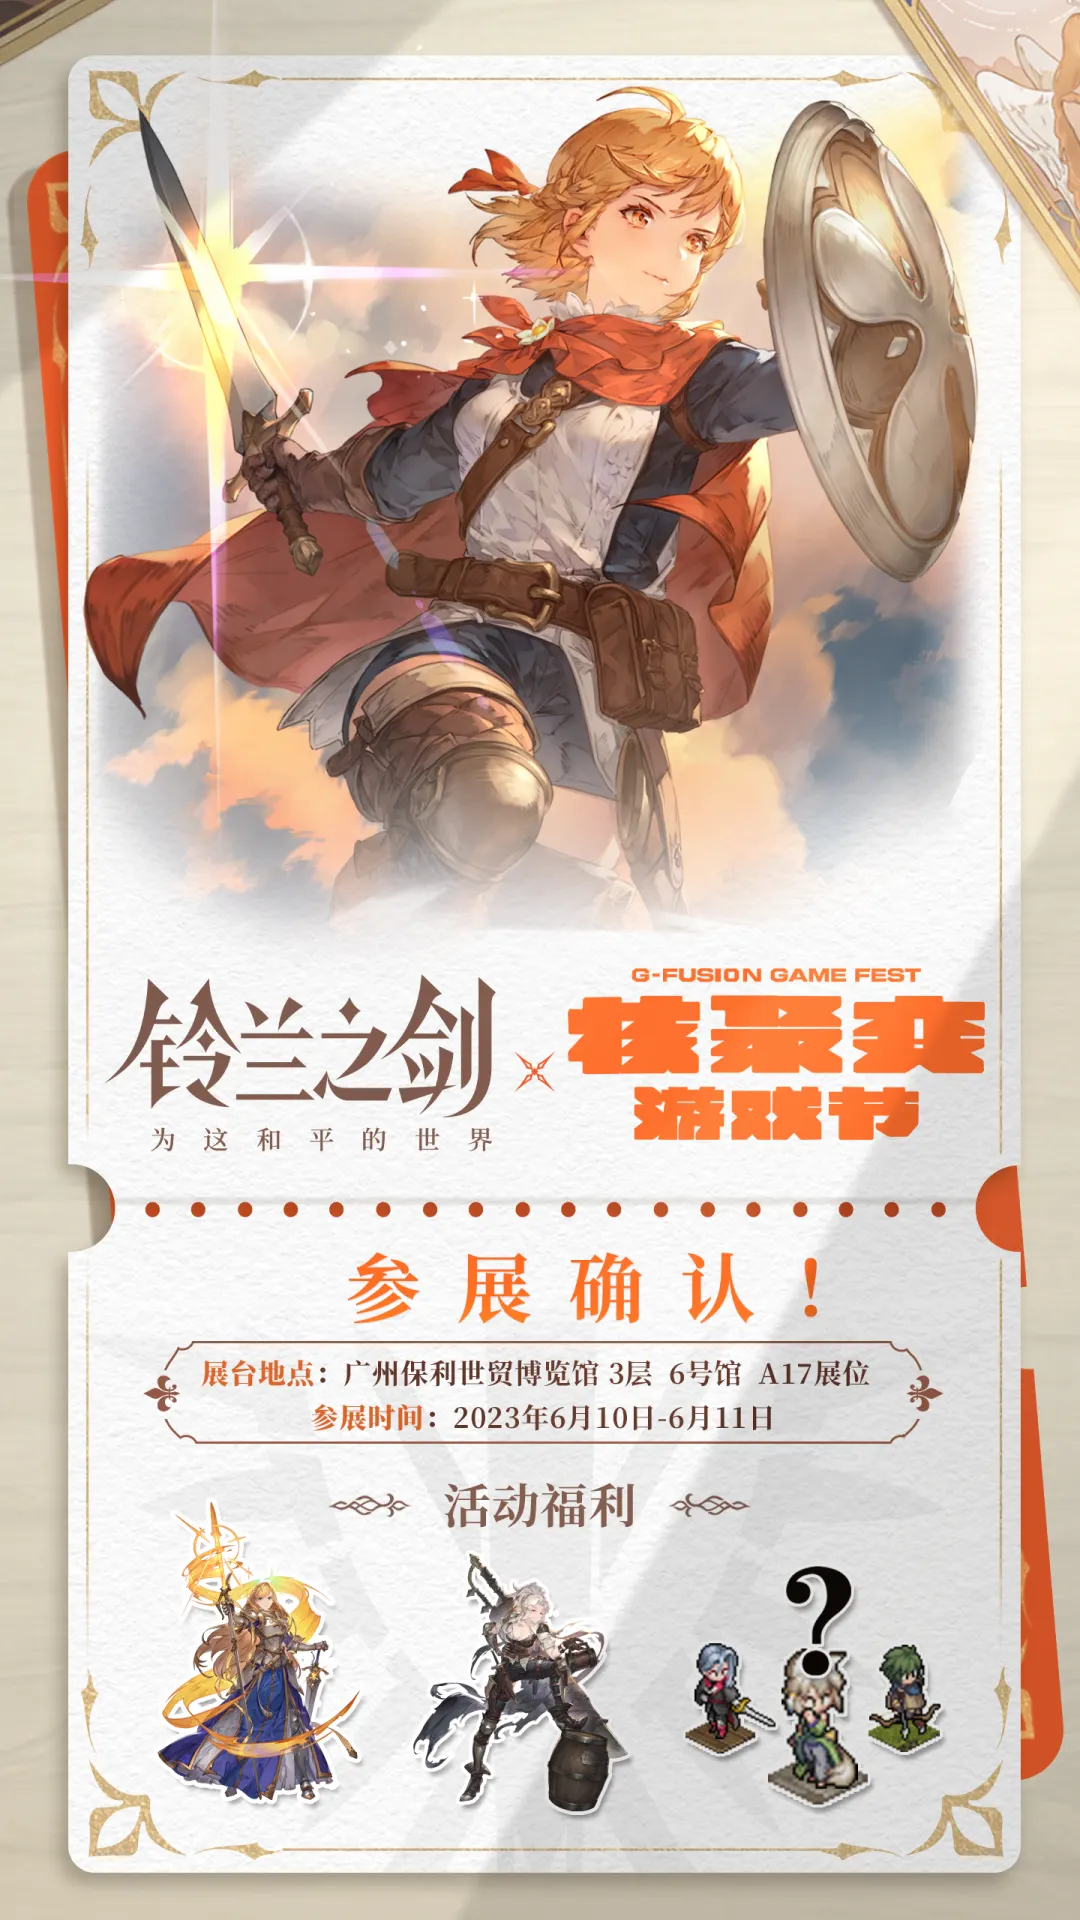 铃兰之剑
为这和平的世界
G-FUSION GAME FEST
核聚变
游戏节
参展确认!
展台地点：广州保利世贸博览馆 3层 6号馆 A17展位
参展时间：2023年6月10日-6月11日
活动福利
?